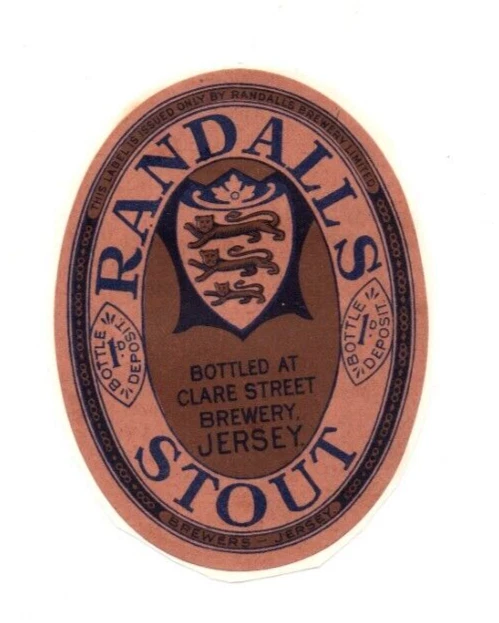 THIS LABEL IS ISSUED ONLY BY RANDALLS BREWERY LIMITED.
RANDALLS
BOTTLE
1D.
DEPOSIT.
BOTTLE
1D.
DEPOSIT.
BOTTLED AT
CLARE STREET
BREWERY,
JERSEY.
STOUT
BREWERS - JERSEY.